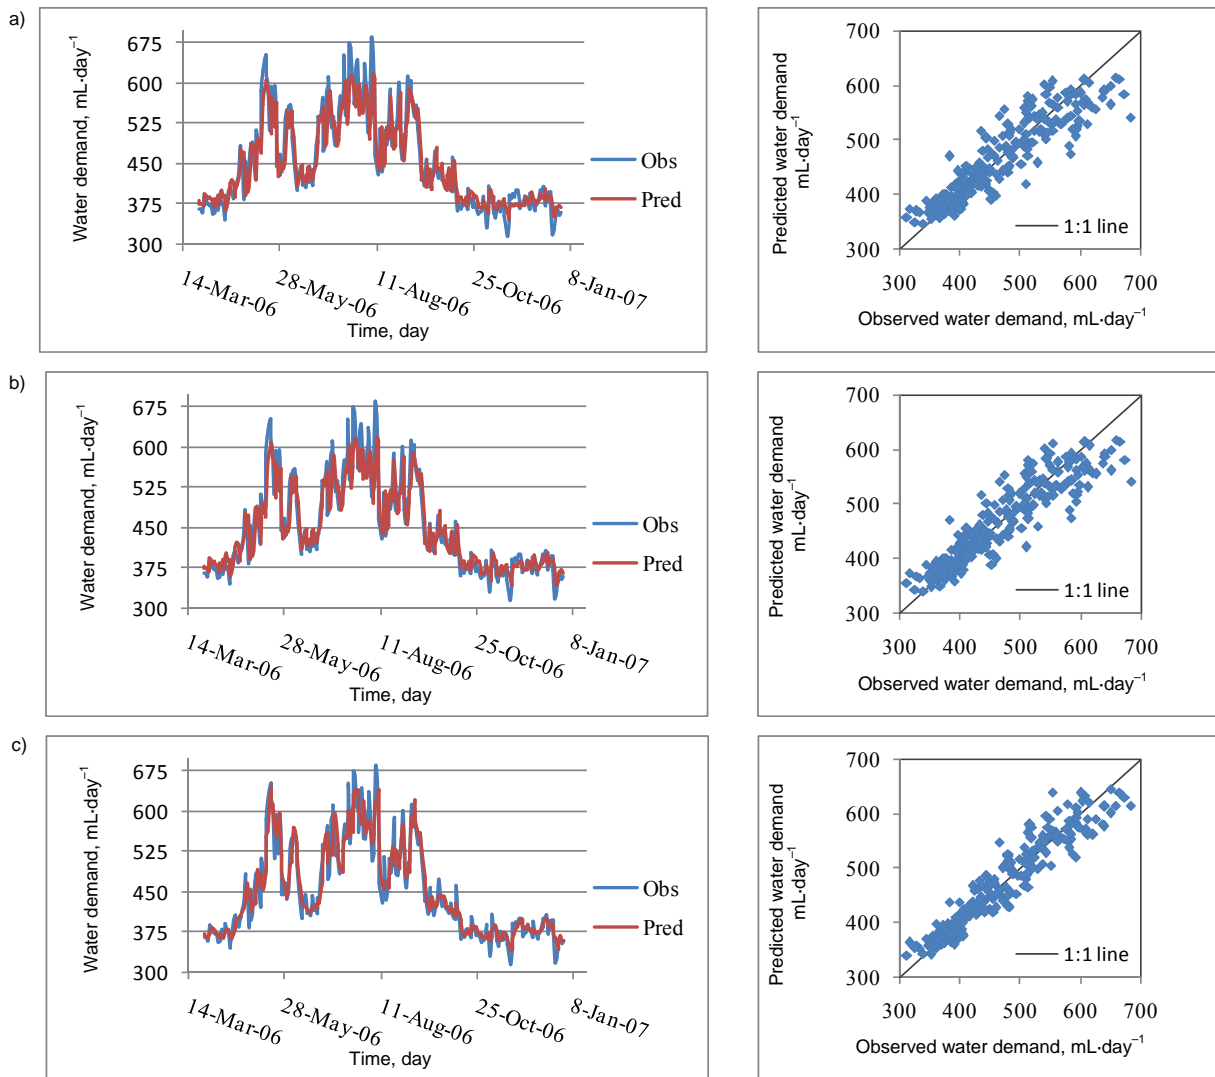 a)
Water demand, mL·day⁻¹
675
600
525
450
375
300
14-Mar-06
28-May-06
11-Aug-06
25-Oct-06
8-Jan-07
Time, day
Obs
Pred
Predicted water demand
mL·day⁻¹
700
600
500
400
300
1:1 line
300 400 500 600 700
Observed water demand, mL·day⁻¹
b)
Water demand, mL·day⁻¹
675
600
525
450
375
300
14-Mar-06
28-May-06
11-Aug-06
25-Oct-06
8-Jan-07
Time, day
Obs
Pred
Predicted water demand
mL·day⁻¹
700
600
500
400
300
1:1 line
300 400 500 600 700
Observed water demand, mL·day⁻¹
c)
Water demand, mL·day⁻¹
675
600
525
450
375
300
14-Mar-06
28-May-06
11-Aug-06
25-Oct-06
8-Jan-07
Time, day
Obs
Pred
Predicted water demand
mL·day⁻¹
700
600
500
400
300
1:1 line
300 400 500 600 700
Observed water demand, mL·day⁻¹